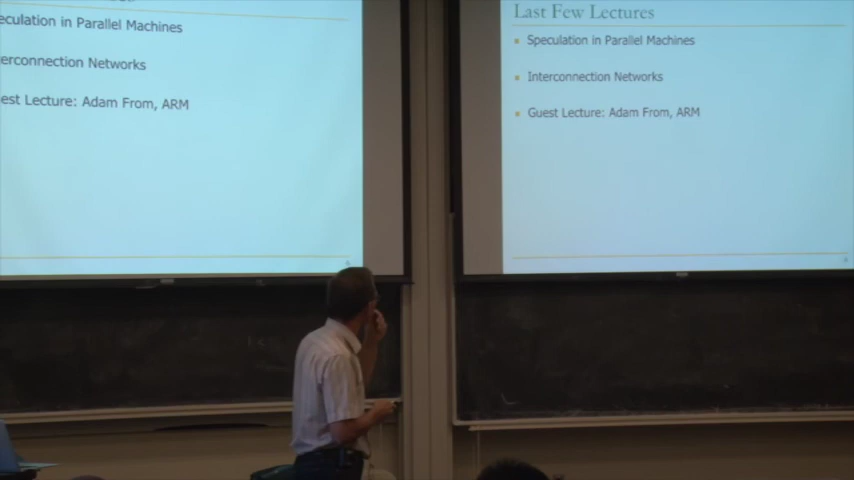 eculation in Parallel Machines
erconnection Networks
est Lecture: Adam From, ARM
Last Few Lectures
Speculation in Parallel Machines
Interconnection Networks
Guest Lecture: Adam From, ARM